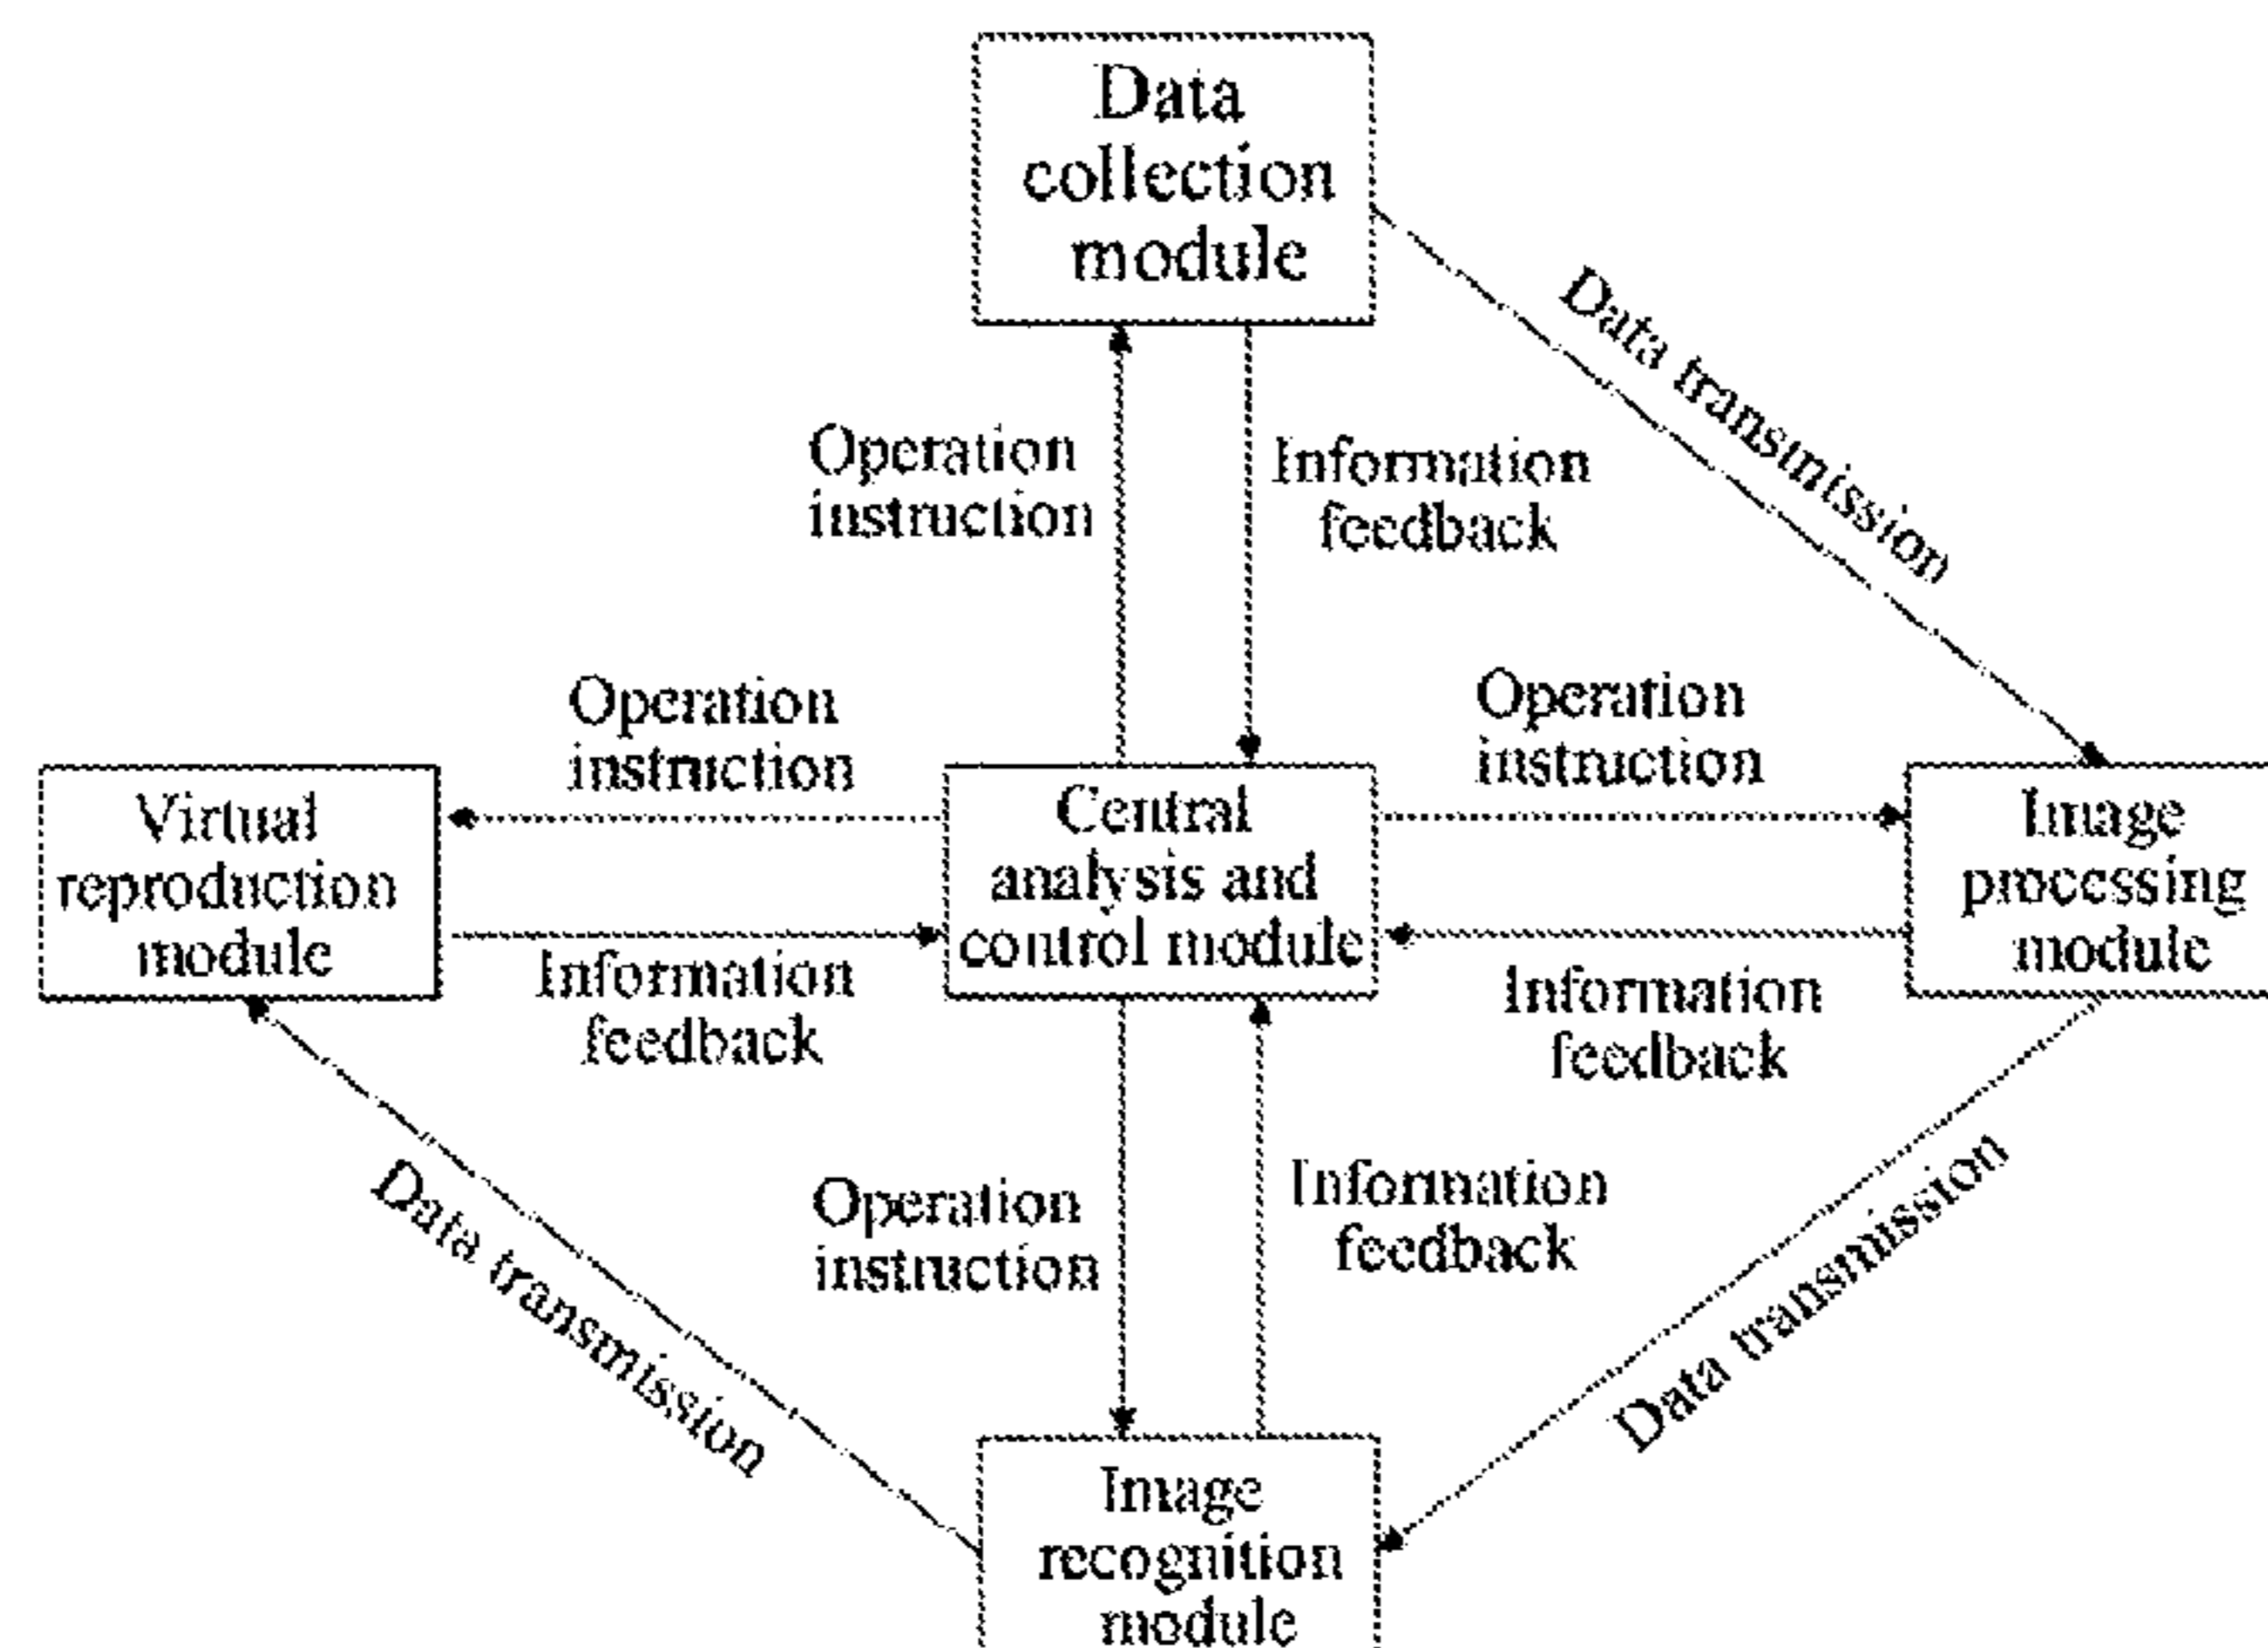 Data
collection
module
Data transmission
Operation
instruction
Information
feedback
Operation
instruction
Operation
instruction
Virtual
reproduction
module
Central
analysis and
control module
Image
processing
module
Information
feedback
Information
feedback
Data transmission
Operation
instruction
Information
feedback
Data transmission
Image
recognition
module